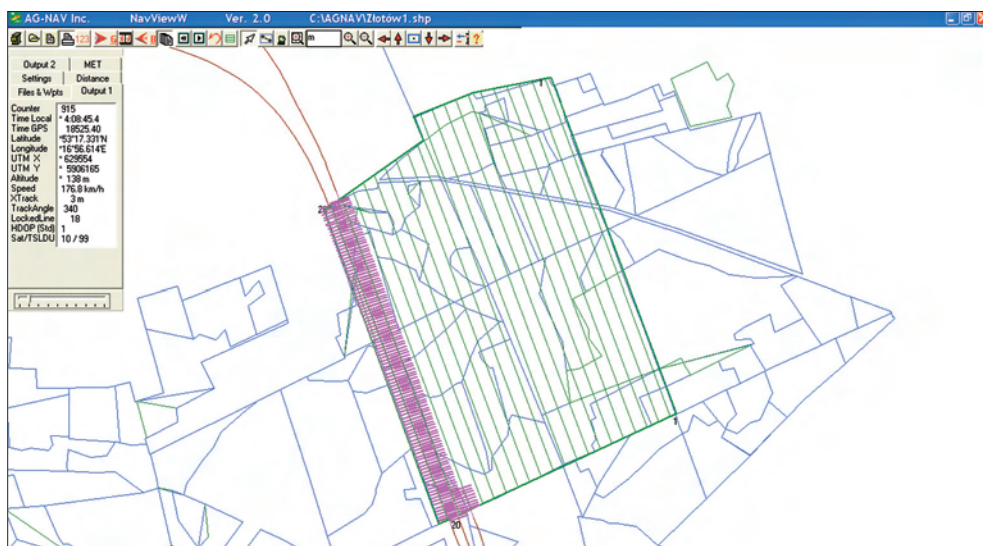 AG-NAV Inc. NavViewW Ver. 2.0 C:\AGNAV\Złotów1.shp
123 m ?
Output 2 MET
Settings Distance
Files & Wpts Output 1
Counter 915
Time Local * 4:08:45.4
Time GPS 18525.40
Latitude *53°17.331'N
Longitude *16°56.614'E
UTM X * 629554
UTM Y * 5906165
Altitude * 138 m
Speed 176.8 km/h
XTrack 3 m
TrackAngle 340
LockedLine 18
HDOP (Std) 1
Sat/TSLDU 10 / 99
1
1
20